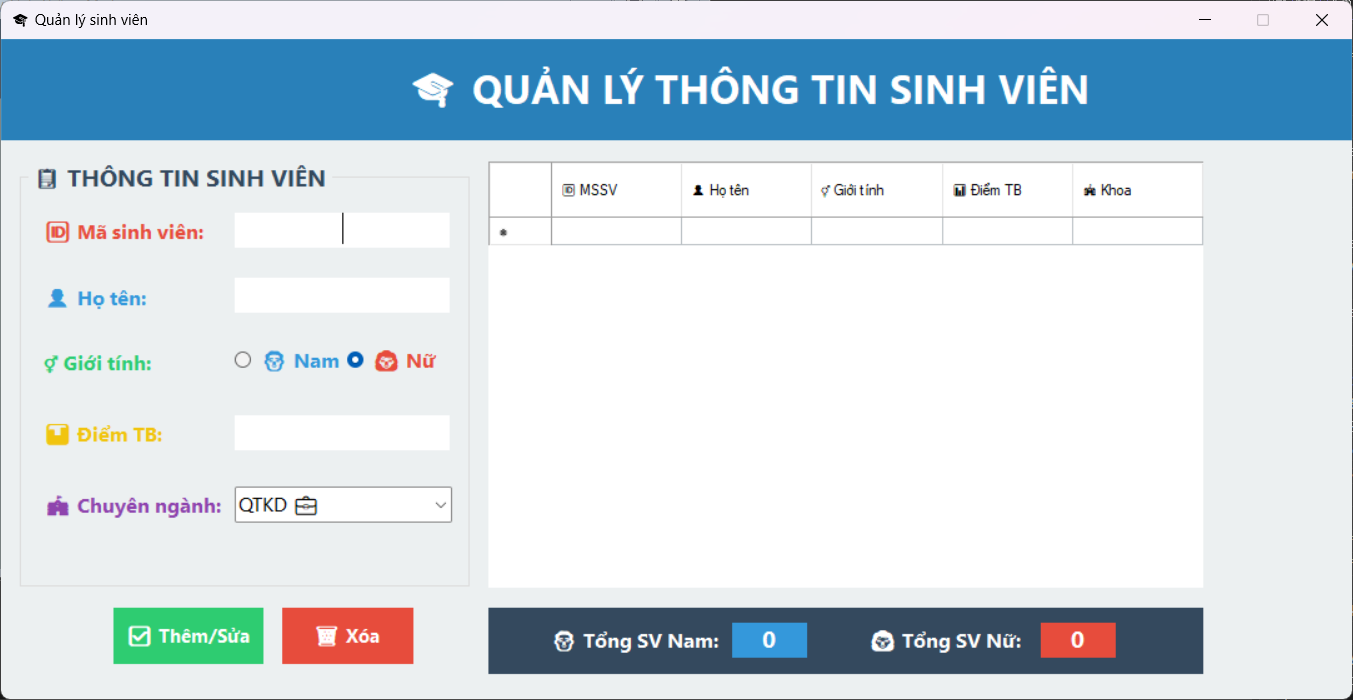 Quản lý sinh viên
QUẢN LÝ THÔNG TIN SINH VIÊN
THÔNG TIN SINH VIÊN
ID Mã sinh viên:
Họ tên:
Giới tính:
Nam Nữ
Điểm TB:
Chuyên ngành:
QTKD
Thêm/Sửa
Xóa
ID MSSV Họ tên Giới tính Điểm TB Khoa
*
Tổng SV Nam: 0 Tổng SV Nữ: 0